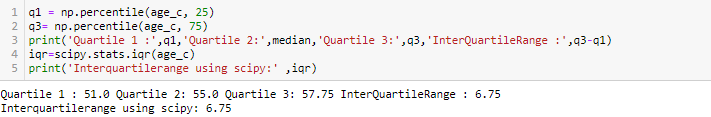 1 q1 = np.percentile(age_c, 25)
2 q3= np.percentile(age_c, 75)
3 print('Quartile 1 :',q1,'Quartile 2:',median,'Quartile 3:',q3,'InterQuartileRange :',q3-q1)
4 iqr=scipy.stats.iqr(age_c)
5 print('Interquartilerange using scipy:' ,iqr)
Quartile 1 : 51.0 Quartile 2: 55.0 Quartile 3: 57.75 InterQuartileRange : 6.75
Interquartilerange using scipy: 6.75